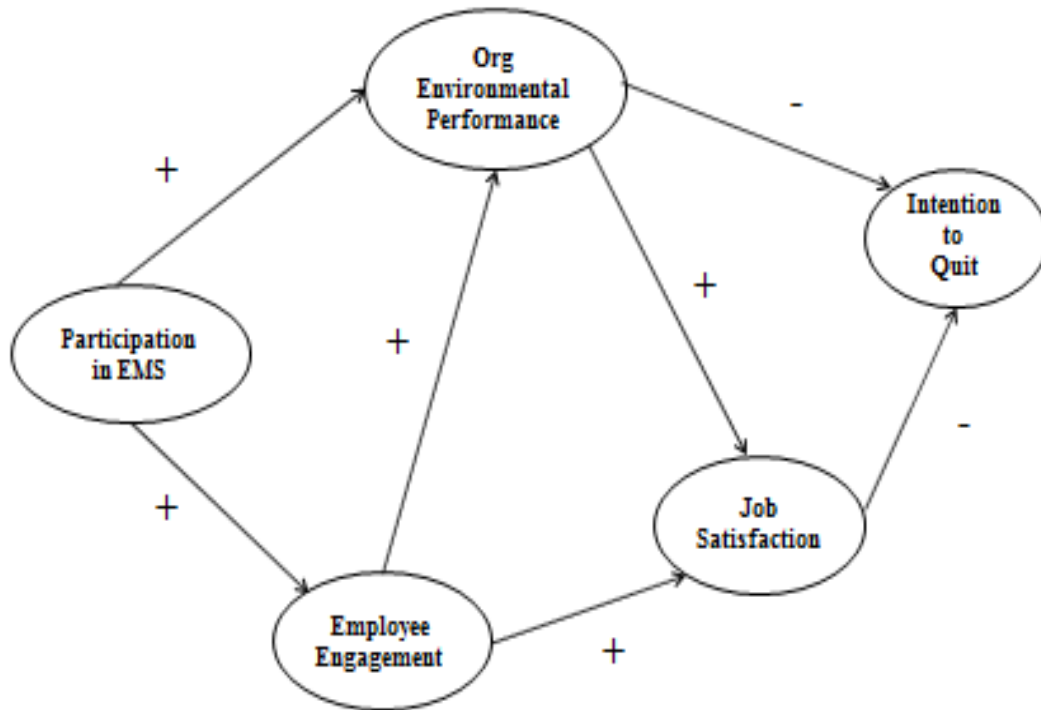 Org
Environmental
Performance
-
+
Intention
to
Quit
+
+
Participation
in EMS
-
+
Job
Satisfaction
Employee
Engagement
+